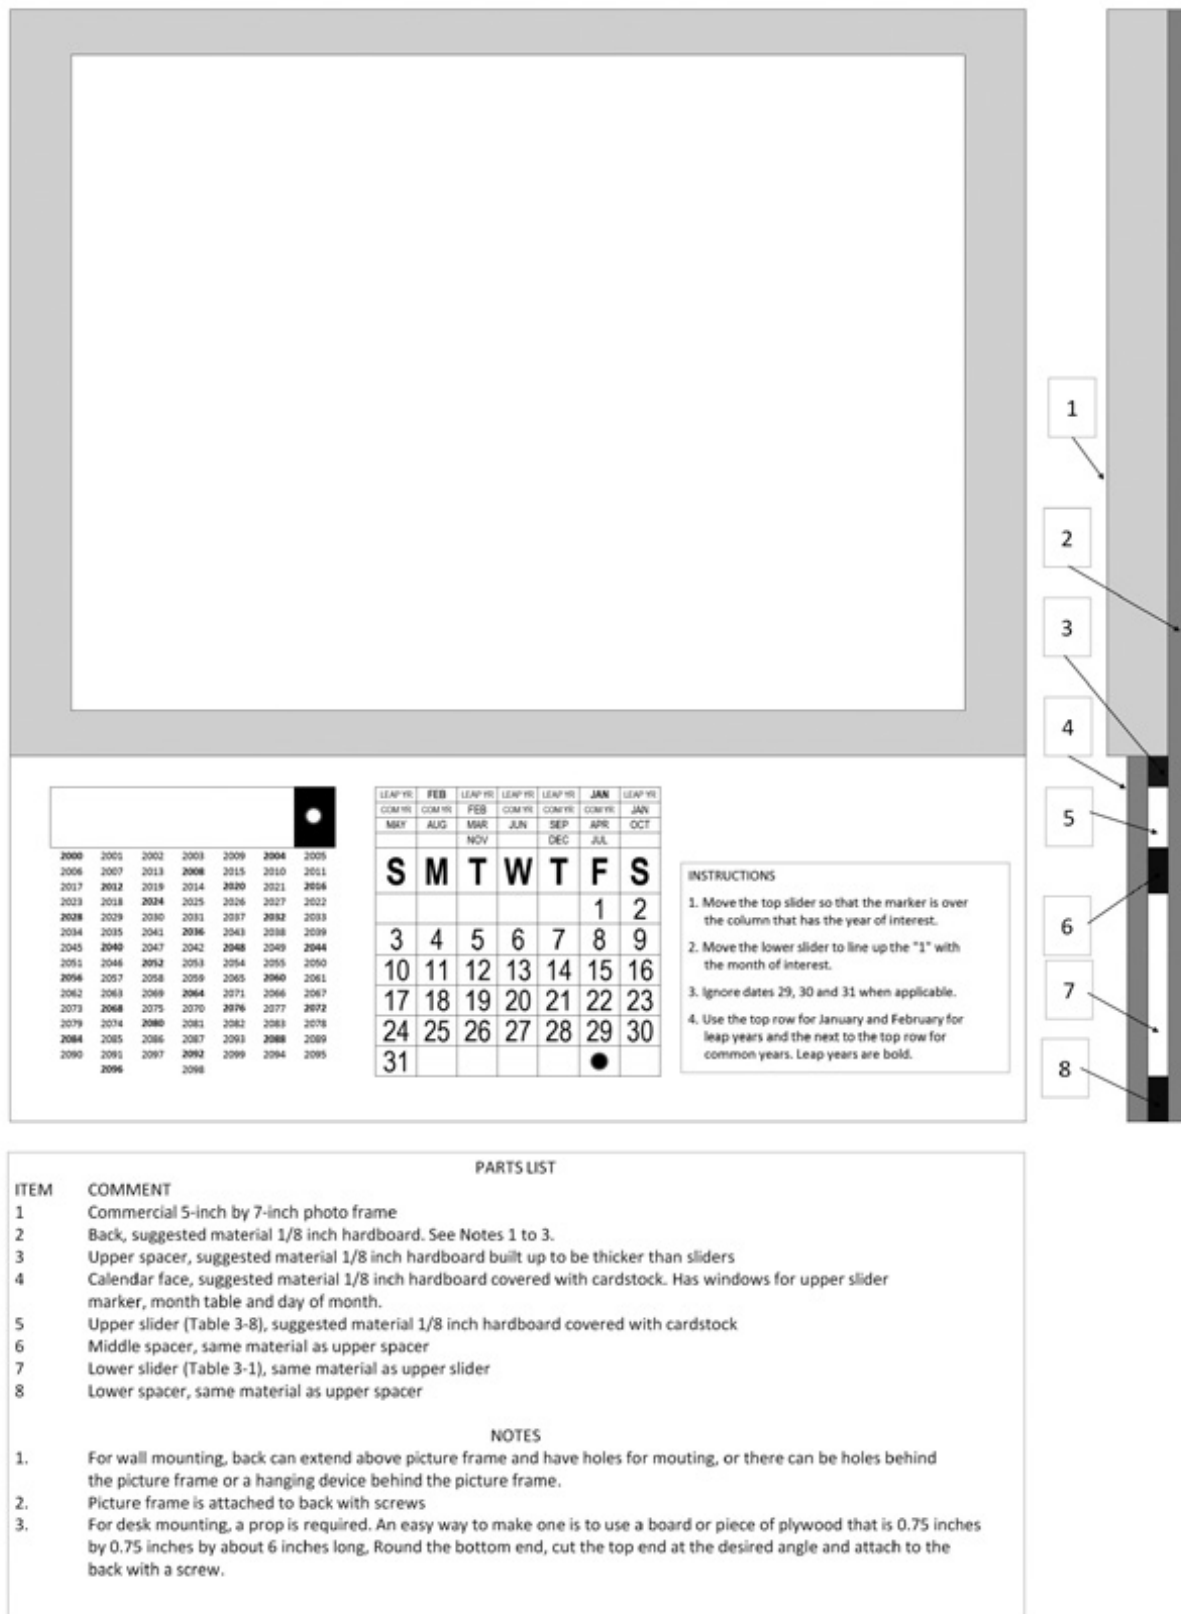 1
2
3
4
5
6
7
8
2000 2001 2002 2003 2009 2004 2005
2006 2007 2013 2008 2015 2010 2011
2017 2012 2019 2014 2020 2021 2016
2023 2018 2024 2025 2026 2027 2022
2028 2029 2030 2031 2037 2032 2033
2034 2035 2041 2036 2043 2038 2039
2045 2040 2047 2042 2048 2049 2044
2051 2046 2052 2053 2054 2055 2050
2056 2057 2058 2059 2065 2060 2061
2062 2063 2069 2064 2071 2066 2067
2073 2068 2075 2070 2076 2077 2072
2079 2074 2080 2081 2082 2083 2078
2084 2085 2086 2087 2093 2088 2089
2090 2091 2097 2092 2099 2094 2095
2096 2098
LEAP YR FEB LEAP YR LEAP YR LEAP YR JAN LEAP YR
COM YR COM YR FEB COM YR COM YR COM YR JAN
MAY AUG MAR JUN SEP APR OCT
NOV DEC JUL
S M T W T F S
1 2
3 4 5 6 7 8 9
10 11 12 13 14 15 16
17 18 19 20 21 22 23
24 25 26 27 28 29 30
31
INSTRUCTIONS
1. Move the top slider so that the marker is over
the column that has the year of interest.
2. Move the lower slider to line up the "1" with
the month of interest.
3. Ignore dates 29, 30 and 31 when applicable.
4. Use the top row for January and February for
leap years and the next to the top row for
common years. Leap years are bold.
PARTS LIST
ITEM COMMENT
1 Commercial 5-inch by 7-inch photo frame
2 Back, suggested material 1/8 inch hardboard. See Notes 1 to 3.
3 Upper spacer, suggested material 1/8 inch hardboard built up to be thicker than sliders
4 Calendar face, suggested material 1/8 inch hardboard covered with cardstock. Has windows for upper slider
marker, month table and day of month.
5 Upper slider (Table 3-8), suggested material 1/8 inch hardboard covered with cardstock
6 Middle spacer, same material as upper spacer
7 Lower slider (Table 3-1), same material as upper slider
8 Lower spacer, same material as upper spacer
NOTES
1. For wall mounting, back can extend above picture frame and have holes for mouting, or there can be holes behind
the picture frame or a hanging device behind the picture frame.
2. Picture frame is attached to back with screws
3. For desk mounting, a prop is required. An easy way to make one is to use a board or piece of plywood that is 0.75 inches
by 0.75 inches by about 6 inches long, Round the bottom end, cut the top end at the desired angle and attach to the
back with a screw.